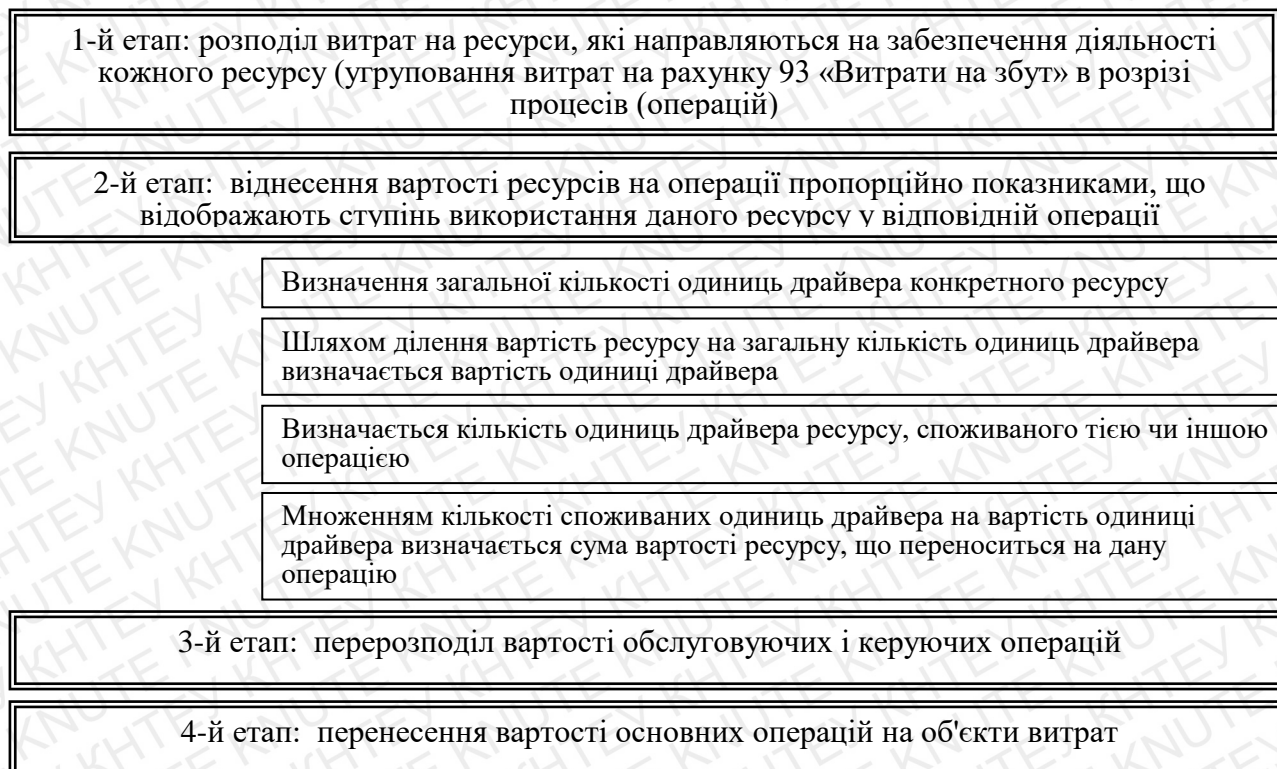 1-й етап: розподіл витрат на ресурси, які направляються на забезпечення діяльності
кожного ресурсу (угруповання витрат на рахунку 93 «Витрати на збут» в розрізі
процесів (операцій)
2-й етап: віднесення вартості ресурсів на операції пропорційно показниками, що
відображають ступінь використання даного ресурсу у відповідній операції
Визначення загальної кількості одиниць драйвера конкретного ресурсу
Шляхом ділення вартість ресурсу на загальну кількість одиниць драйвера
визначається вартість одиниці драйвера
Визначається кількість одиниць драйвера ресурсу, споживаного тією чи іншою
операцією
Множенням кількості споживаних одиниць драйвера на вартість одиниці
драйвера визначається сума вартості ресурсу, що переноситься на дану
операцію
3-й етап: перерозподіл вартості обслуговуючих і керуючих операцій
4-й етап: перенесення вартості основних операцій на об'єкти витрат